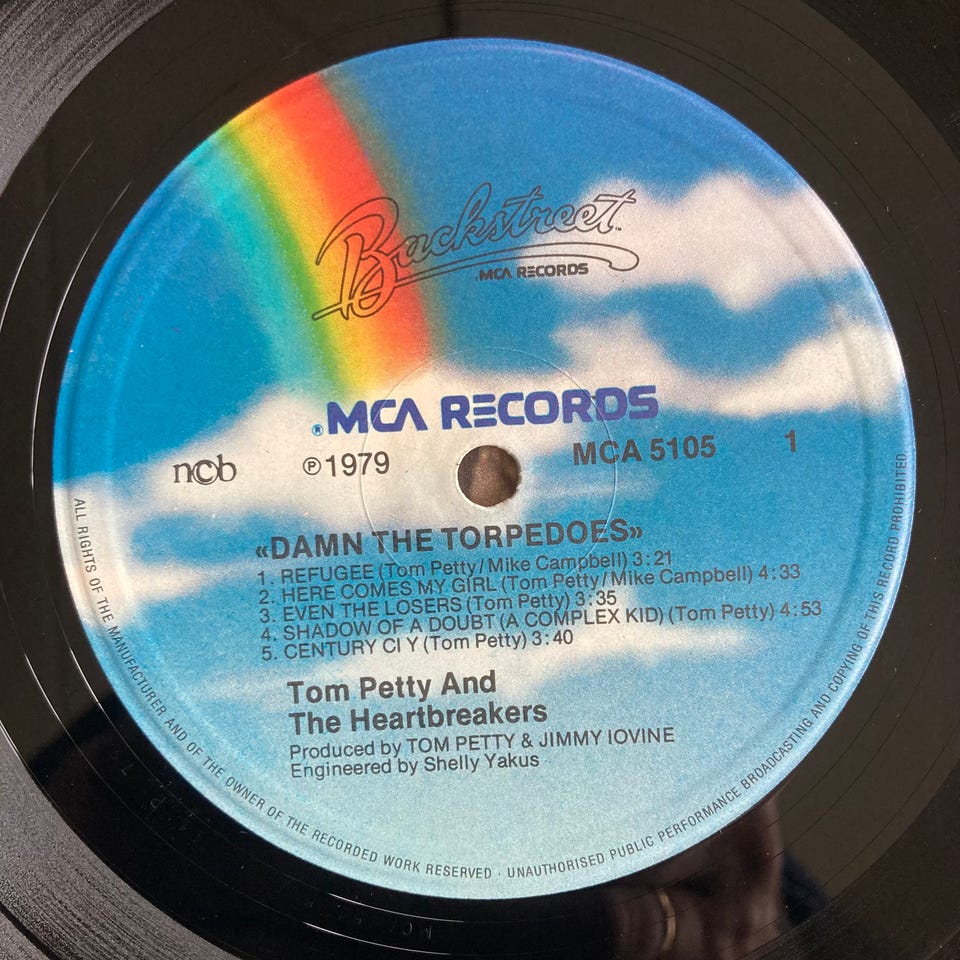 Backstreet™
MCA RECORDS
®MCA RECORDS
ncb ℗1979 MCA 5105 1
«DAMN THE TORPEDOES»
1. REFUGEE (Tom Petty/Mike Campbell) 3:21
2. HERE COMES MY GIRL (Tom Petty/Mike Campbell) 4:33
3. EVEN THE LOSERS (Tom Petty) 3:35
4. SHADOW OF A DOUBT (A COMPLEX KID) (Tom Petty) 4:53
5. CENTURY CI Y (Tom Petty) 3:40
Tom Petty And
The Heartbreakers
Produced by TOM PETTY & JIMMY IOVINE
Engineered by Shelly Yakus
ALL RIGHTS OF THE MANUFACTURER AND OF THE OWNER OF THE RECORDED WORK RESERVED · UNAUTHORISED PUBLIC PERFORMANCE BROADCASTING AND COPYING OF THIS RECORD PROHIBITED